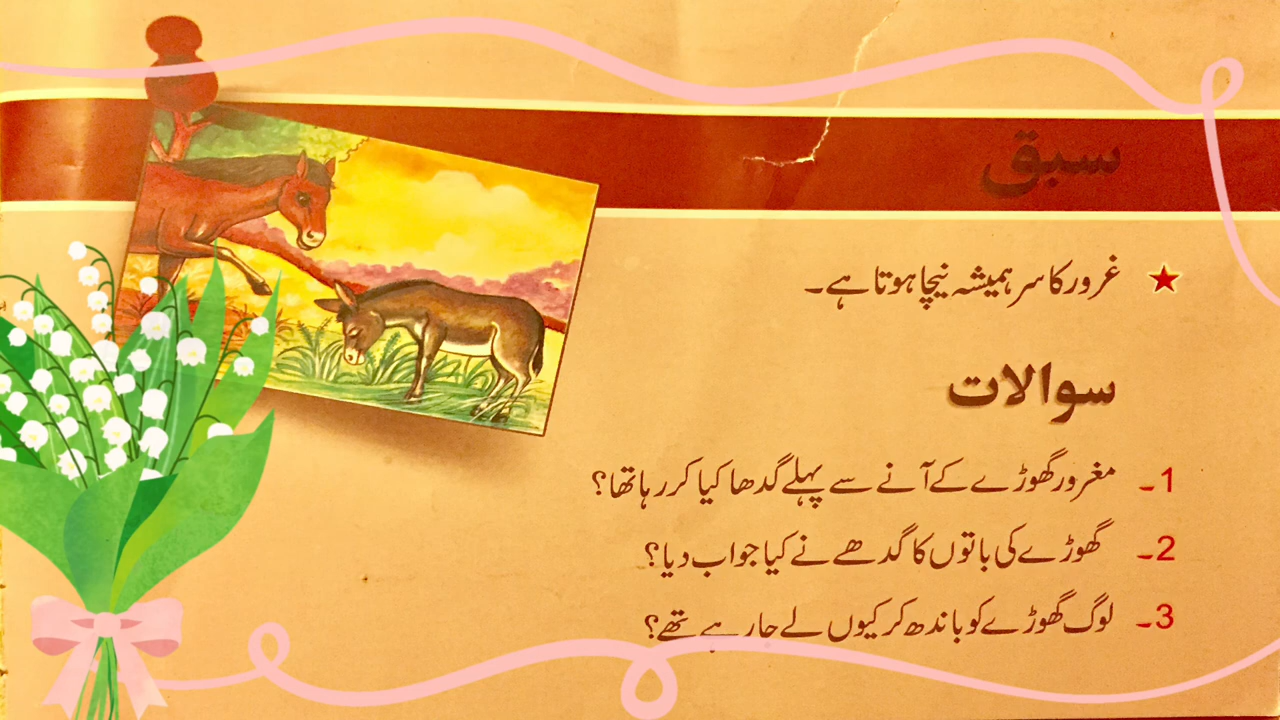 سبق
غرور کا سر ہمیشہ نیچا ہوتا ہے۔
سوالات
1۔ مغرور گھوڑے کے آنے سے پہلے گدھا کیا کر رہا تھا؟
2۔ گھوڑے کی باتوں کا گدھے نے کیا جواب دیا؟
3۔ لوگ گھوڑے کو باندھ کر کیوں لے جا رہے تھے؟